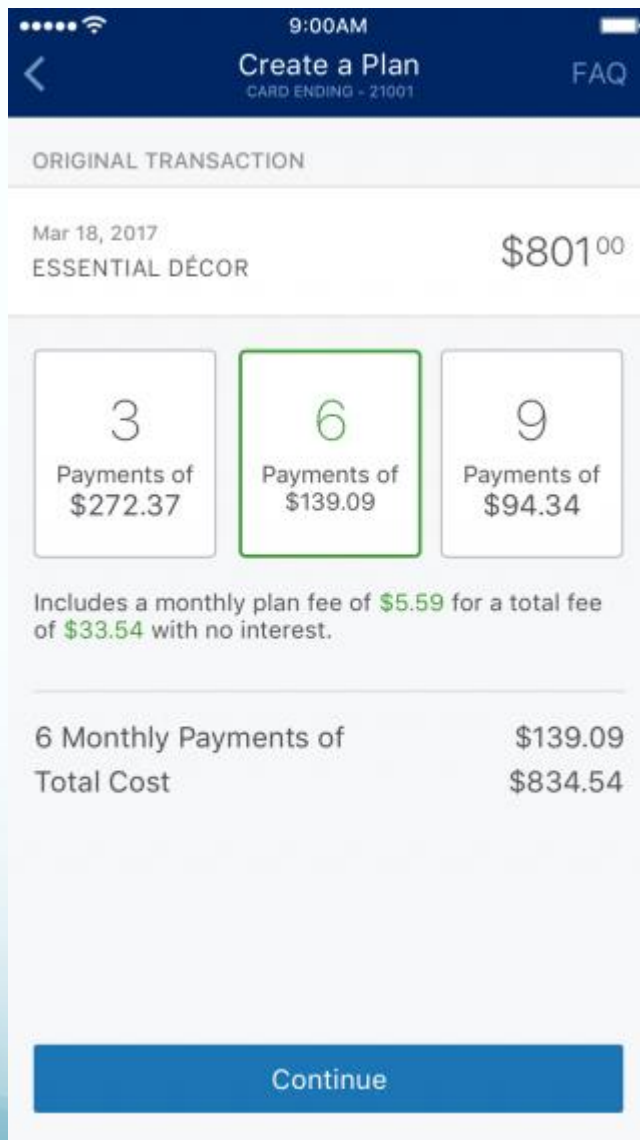 9:00AM
Create a Plan
FAQ
CARD ENDING - 21001
ORIGINAL TRANSACTION
Mar 18, 2017
ESSENTIAL DÉCOR
$80100
3
Payments of
$272.37
6
Payments of
$139.09
9
Payments of
$94.34
Includes a monthly plan fee of $5.59 for a total fee
of $33.54 with no interest.
6 Monthly Payments of $139.09
Total Cost $834.54
Continue